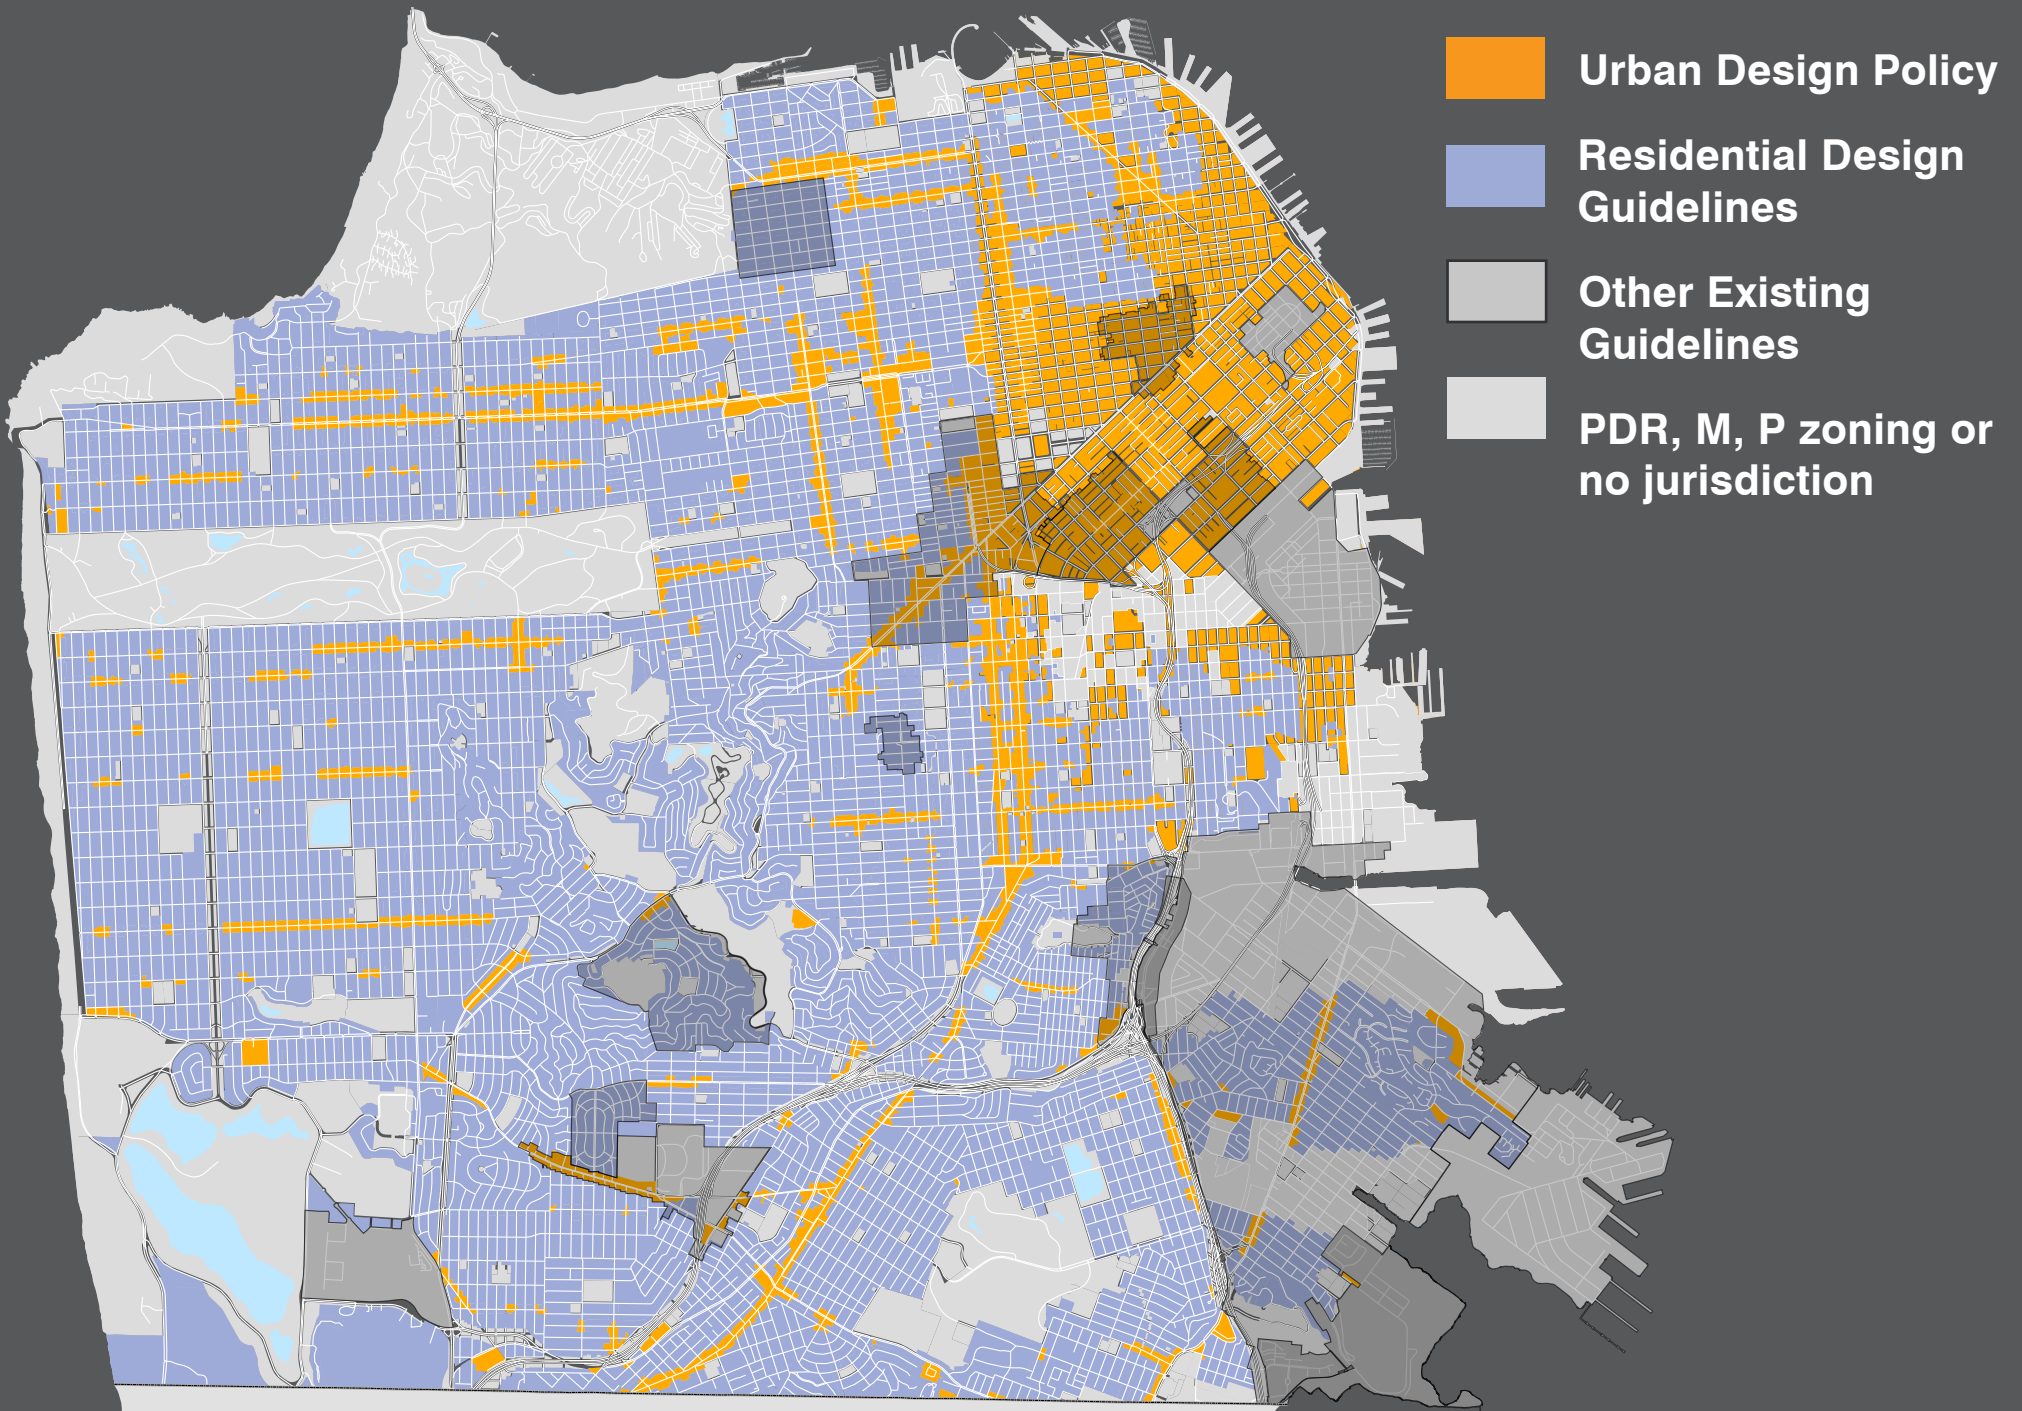 Urban Design Policy
Residential Design
Guidelines
Other Existing
Guidelines
PDR, M, P zoning or
no jurisdiction